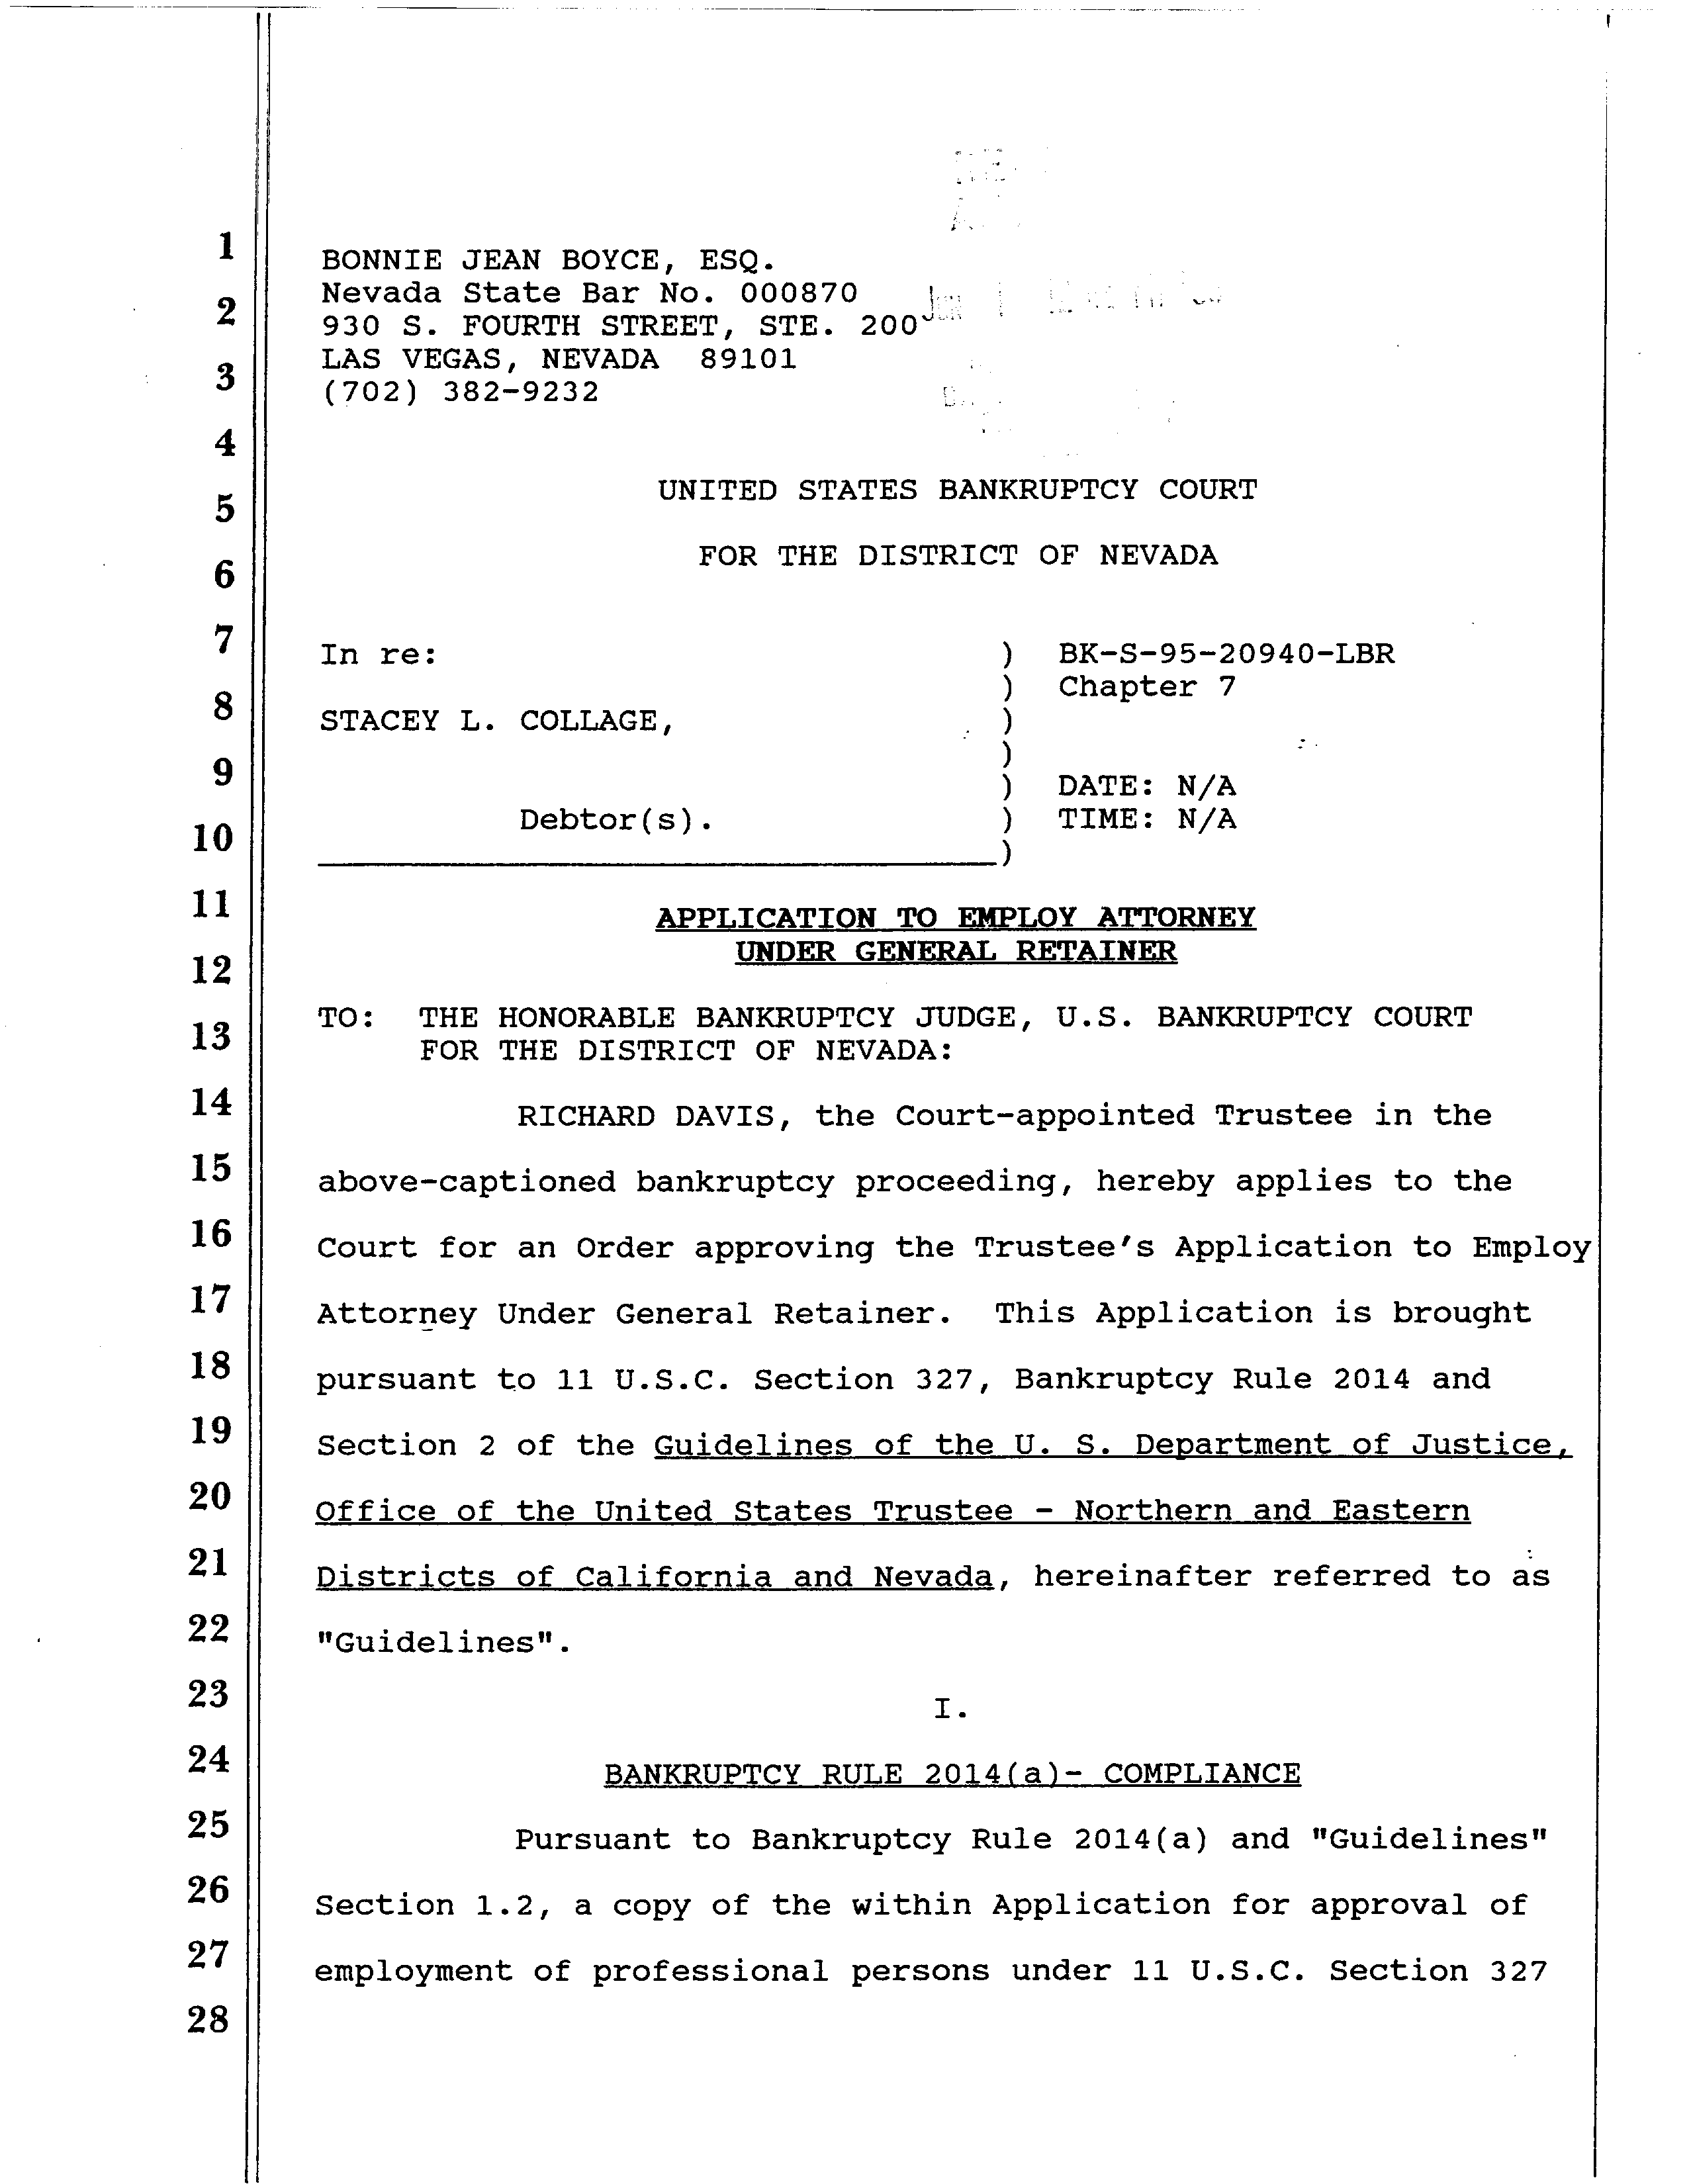 1
BONNIE JEAN BOYCE, ESQ.
Nevada State Bar No. 000870
2
930 S. FOURTH STREET, STE. 200
LAS VEGAS, NEVADA 89101
3
(702) 382-9232
4
UNITED STATES BANKRUPTCY COURT
5
FOR THE DISTRICT OF NEVADA
6
7
In re: ) BK-S-95-20940-LBR
) Chapter 7
8
STACEY L. COLLAGE, )
)
9
) DATE: N/A
Debtor(s). ) TIME: N/A
10
)
11
APPLICATION TO EMPLOY ATTORNEY
UNDER GENERAL RETAINER
12
TO: THE HONORABLE BANKRUPTCY JUDGE, U.S. BANKRUPTCY COURT
13
FOR THE DISTRICT OF NEVADA:
14
RICHARD DAVIS, the Court-appointed Trustee in the
15
above-captioned bankruptcy proceeding, hereby applies to the
16
Court for an Order approving the Trustee's Application to Employ
17
Attorney Under General Retainer. This Application is brought
18
pursuant to 11 U.S.C. Section 327, Bankruptcy Rule 2014 and
19
Section 2 of the Guidelines of the U. S. Department of Justice,
20
Office of the United States Trustee - Northern and Eastern
21
Districts of California and Nevada, hereinafter referred to as
22
"Guidelines".
23
I.
24
BANKRUPTCY RULE 2014(a)- COMPLIANCE
25
Pursuant to Bankruptcy Rule 2014(a) and "Guidelines"
26
Section 1.2, a copy of the within Application for approval of
27
employment of professional persons under 11 U.S.C. Section 327
28